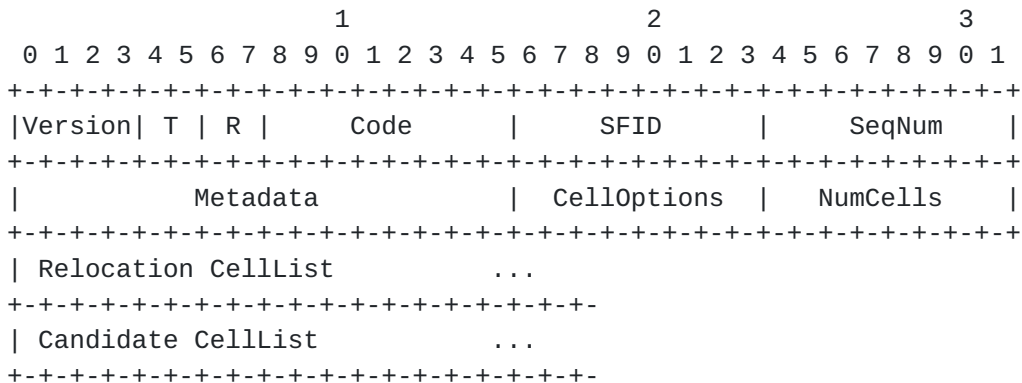 1                   2                   3
 0 1 2 3 4 5 6 7 8 9 0 1 2 3 4 5 6 7 8 9 0 1 2 3 4 5 6 7 8 9 0 1
+-+-+-+-+-+-+-+-+-+-+-+-+-+-+-+-+-+-+-+-+-+-+-+-+-+-+-+-+-+-+-+-+
|Version| T | R |     Code      |     SFID      |     SeqNum    |
+-+-+-+-+-+-+-+-+-+-+-+-+-+-+-+-+-+-+-+-+-+-+-+-+-+-+-+-+-+-+-+-+
|           Metadata            |  CellOptions  |   NumCells    |
+-+-+-+-+-+-+-+-+-+-+-+-+-+-+-+-+-+-+-+-+-+-+-+-+-+-+-+-+-+-+-+-+
| Relocation CellList          ...
+-+-+-+-+-+-+-+-+-+-+-+-+-+-+-+-+-+-+-
| Candidate CellList           ...
+-+-+-+-+-+-+-+-+-+-+-+-+-+-+-+-+-+-+-